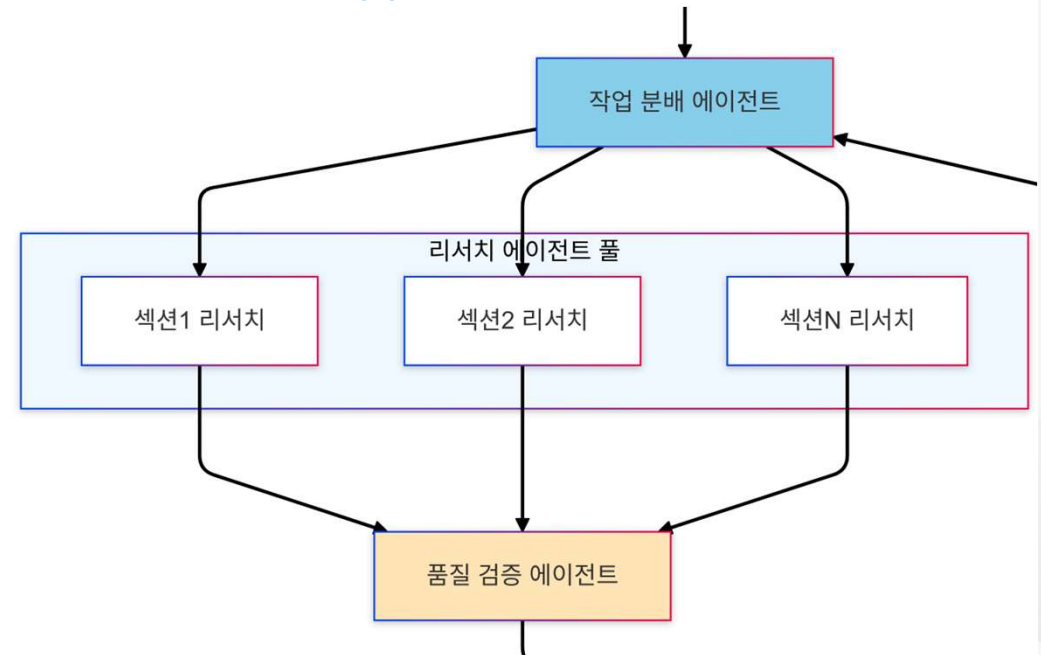 작업 분배 에이전트
리서치 에이전트 풀
섹션1 리서치
섹션2 리서치
섹션N 리서치
품질 검증 에이전트